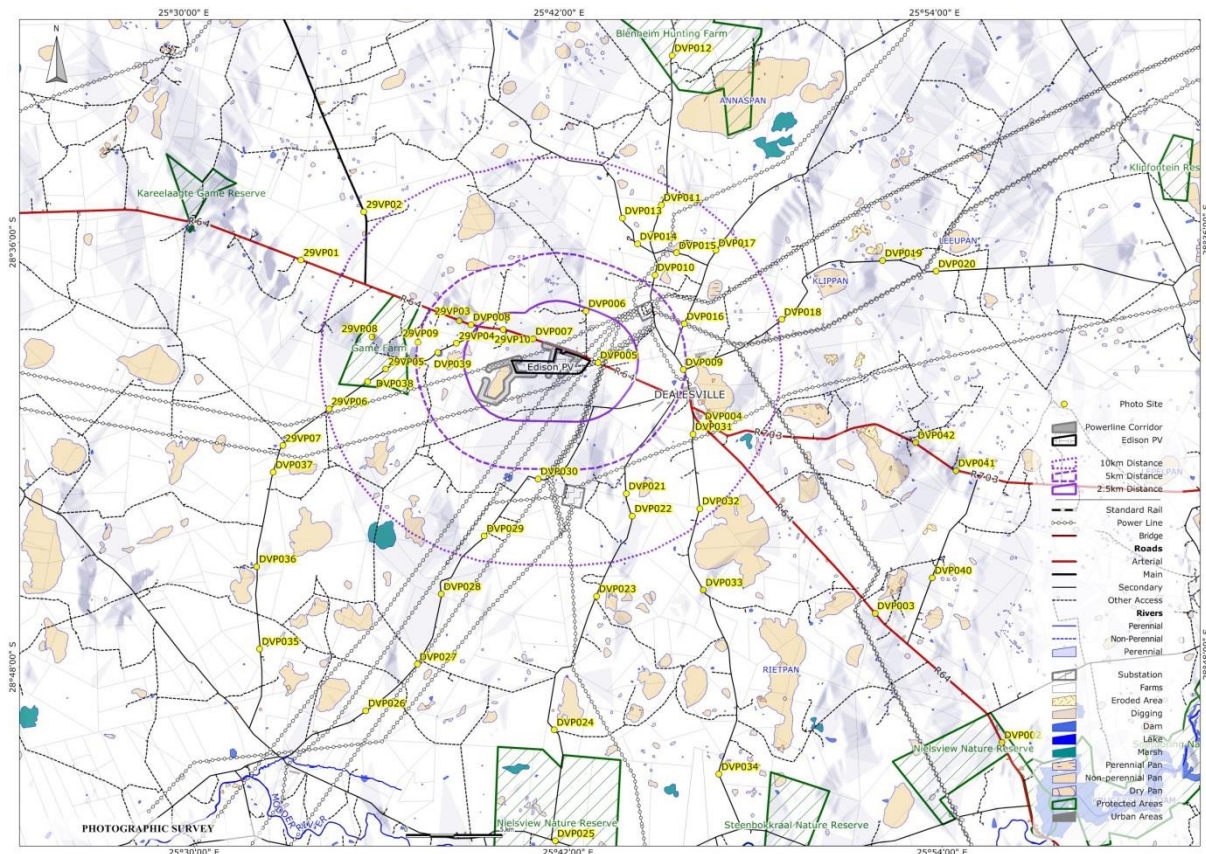 25°30'00" E
25°42'00" E
25°54'00" E
N
Blenheim Hunting Farm
DVP012
ANNASPAN
Kareelaagte Game Reserve
Klipfontein Res
29VP02
DVP011
DVP013
R64
28°36'00" S
DVP014
DVP015
DVP017
29VP01
DVP019
LEEUPAN
DVP020
DVP010
KLIPPAN
R64
DVP006
29VP03
DVP008
DVP016
DVP018
29VP08
29VP09
29VP04
29VP10
DVP007
Game Farm
DVP039
DVP005
29VP05
Edison PV
R64
DVP009
DVP038
DEALESVILLE
29VP06
DVP004
DVP031
R703
DVP042
29VP07
DVP037
DVP041
R703
DVP030
DVP021
DVP022
DVP032
DVP029
R64
DVP036
DVP028
DVP023
DVP033
DVP040
DVP003
DVP035
28°48'00" S
DVP027
RIETPAN
R64
DVP026
DVP024
DVP002
Nielsview Nature Reserve
DVP034
MODDER RIVER
Nielsview Nature Reserve
Steenbokkraal Nature Reserve
DVP025
PHOTOGRAPHIC SURVEY
Photo Site
Powerline Corridor
Edison PV
10km Distance
5km Distance
2.5km Distance
Standard Rail
Power Line
Bridge
Roads
Arterial
Main
Secondary
Other Access
Rivers
Perennial
Non-Perennial
Perennial
Substation
Farms
Eroded Area
Digging
Dam
Lake
Marsh
Perennial Pan
Non-perennial Pan
Dry Pan
Protected Areas
Urban Areas
25°30'00" E
25°42'00" E
25°54'00" E